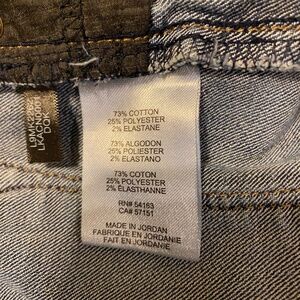 73% COTTON
25% POLYESTER
2% ELASTANE
73% ALGODON
25% POLIESTER
2% ELASTANO
73% COTON
25% POLYESTER
2% ELASTHANNE
RN# 54163
CA# 57151
MADE IN JORDAN
FABRIQUE EN JORDANIE
FAIT EN JORDANIE